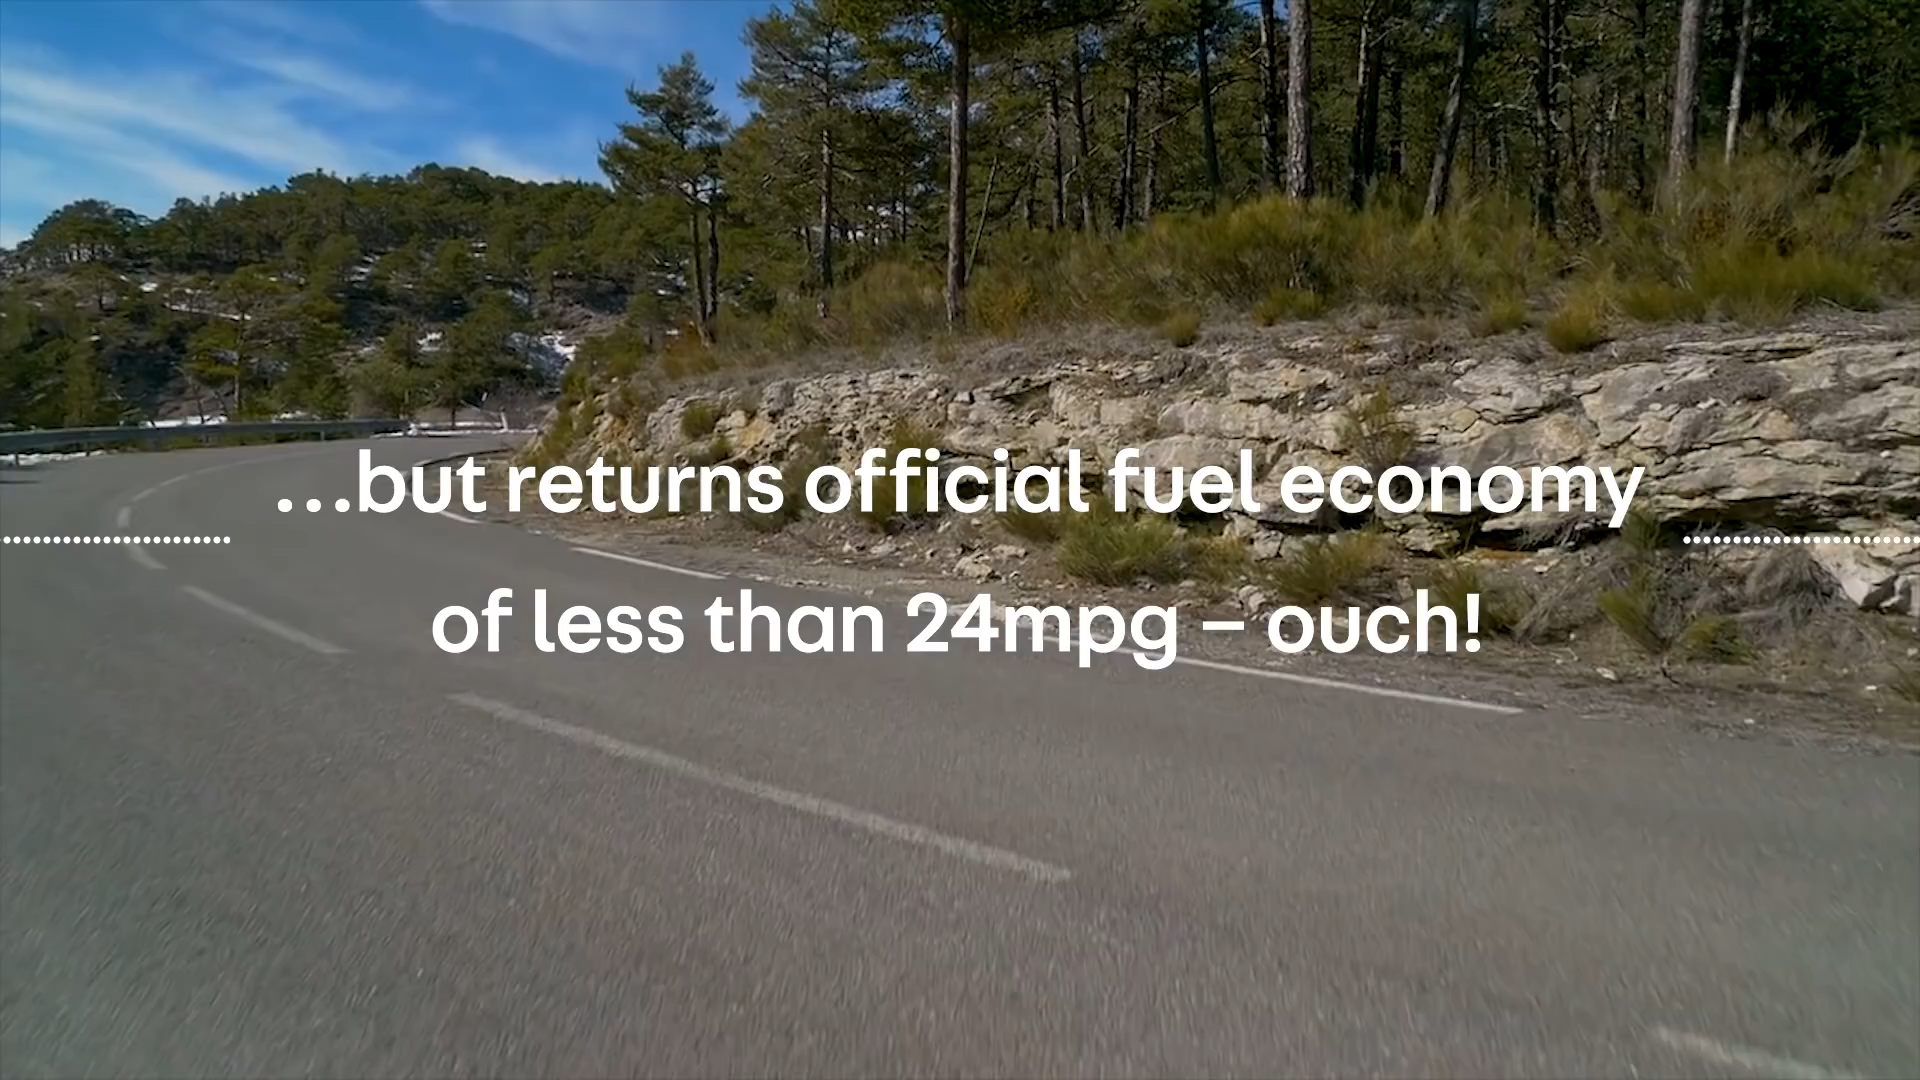 ...but returns official fuel economy
of less than 24mpg – ouch!